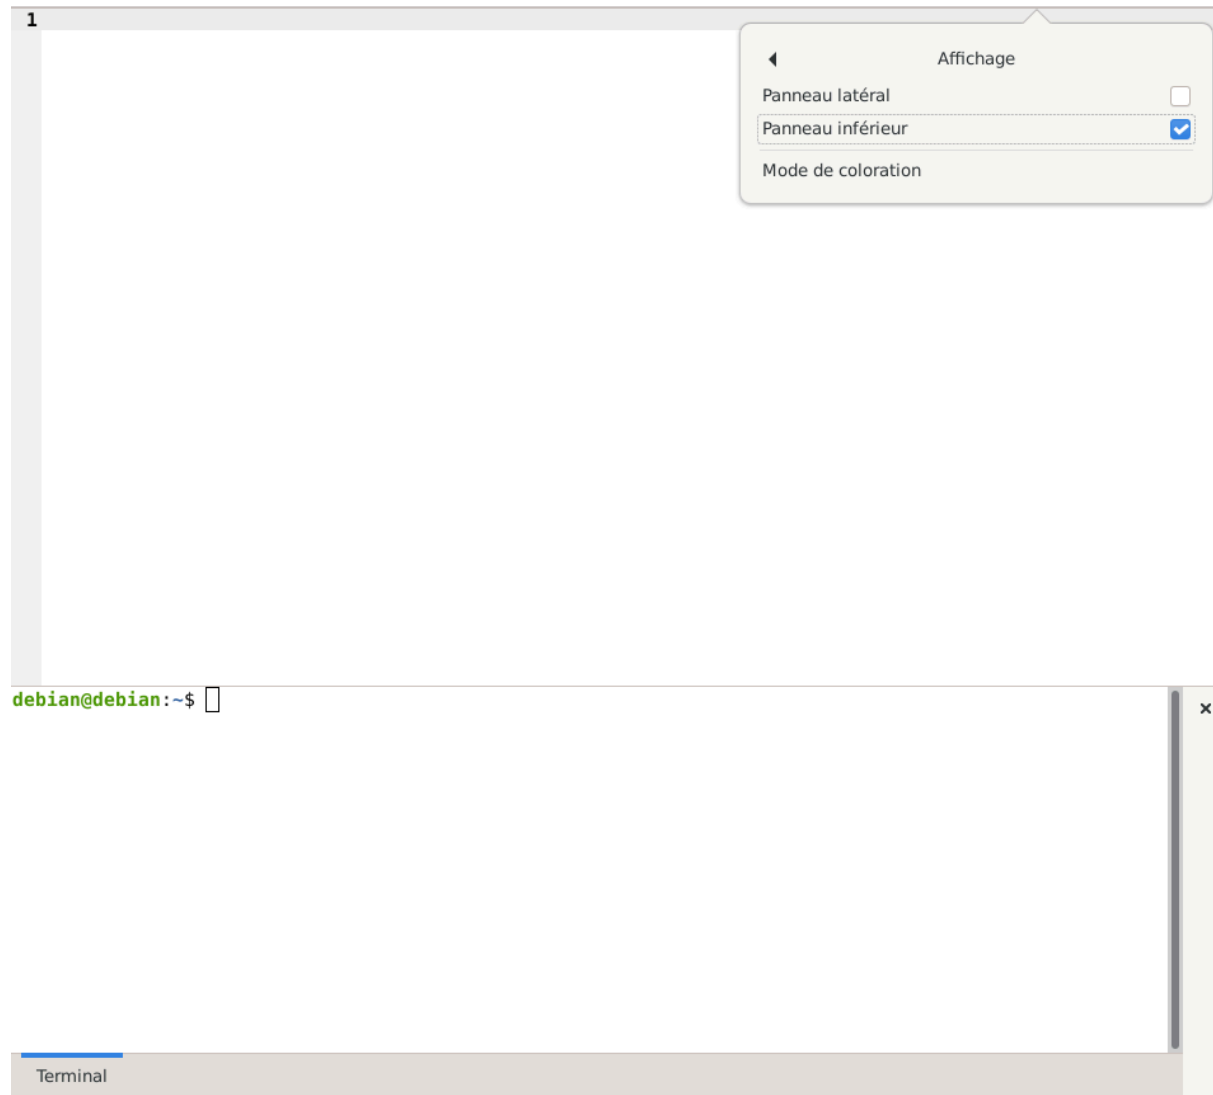 1
Affichage
Panneau latéral
Panneau inférieur
Mode de coloration
debian@debian:~$
Terminal